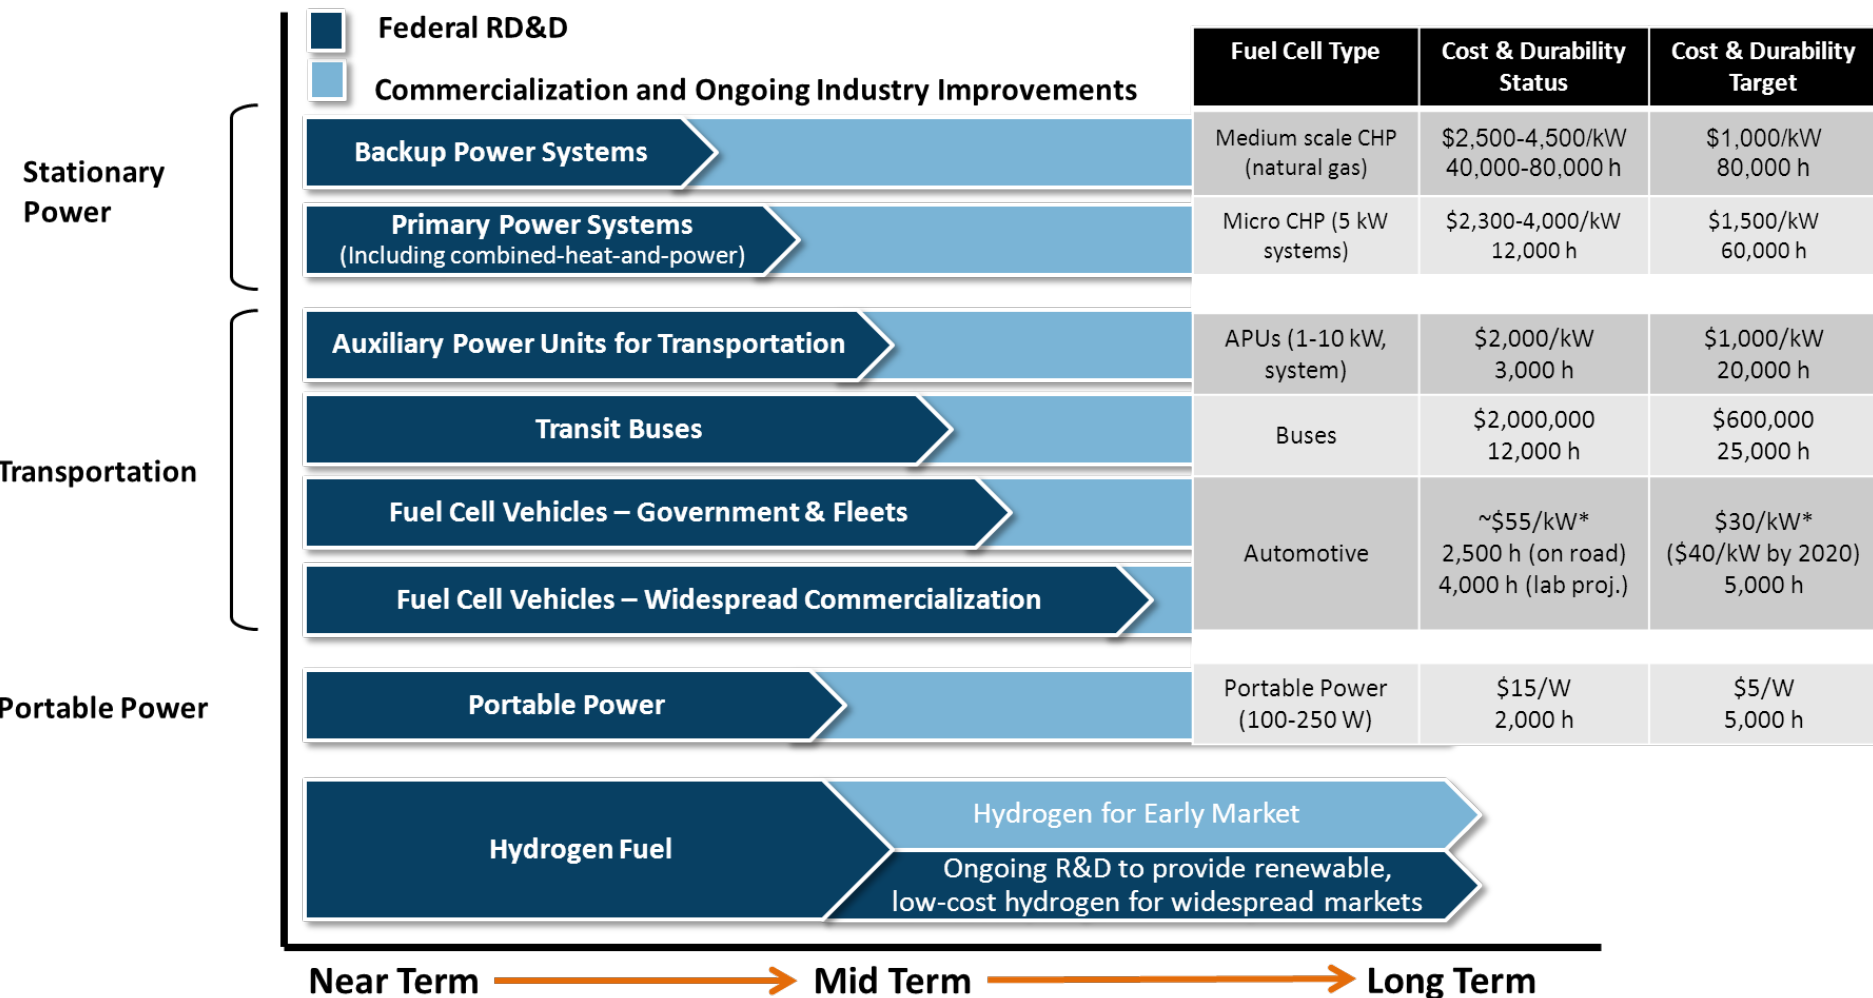 Federal RD&D
Commercialization and Ongoing Industry Improvements
Stationary
Power
Backup Power Systems
Primary Power Systems
(Including combined-heat-and-power)
Transportation
Auxiliary Power Units for Transportation
Transit Buses
Fuel Cell Vehicles – Government & Fleets
Fuel Cell Vehicles – Widespread Commercialization
Portable Power
Portable Power
Hydrogen Fuel
Hydrogen for Early Market
Ongoing R&D to provide renewable,
low-cost hydrogen for widespread markets
Near Term
Mid Term
Long Term
Fuel Cell Type
Cost & Durability
Status
Cost & Durability
Target
Medium scale CHP
(natural gas)
$2,500-4,500/kW
40,000-80,000 h
$1,000/kW
80,000 h
Micro CHP (5 kW
systems)
$2,300-4,000/kW
12,000 h
$1,500/kW
60,000 h
APUs (1-10 kW,
system)
$2,000/kW
3,000 h
$1,000/kW
20,000 h
Buses
$2,000,000
12,000 h
$600,000
25,000 h
Automotive
~$55/kW*
2,500 h (on road)
4,000 h (lab proj.)
$30/kW*
($40/kW by 2020)
5,000 h
Portable Power
(100-250 W)
$15/W
2,000 h
$5/W
5,000 h